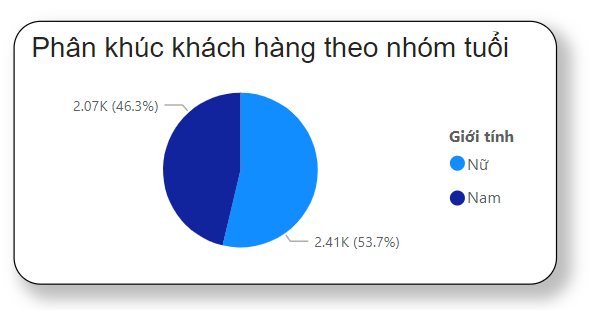 Phân khúc khách hàng theo nhóm tuổi
2.07K (46.3%)
Giới tính
Nữ
Nam
2.41K (53.7%)